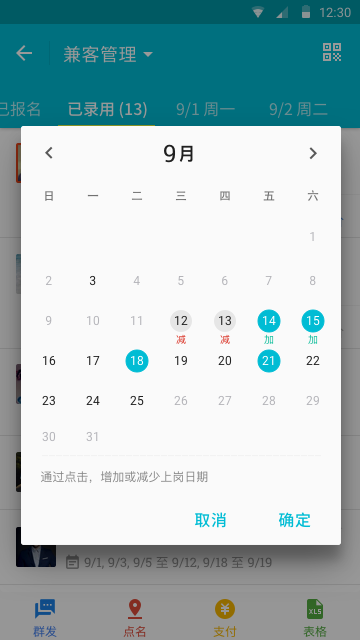 12:30
兼客管理
已报名 已录用 (13) 9/1 周一 9/2 周二
9月
日 一 二 三 四 五 六
1
2 3 4 5 6 7 8
9 10 11 12 13 14 15
减 减 加 加
16 17 18 19 20 21 22
23 24 25 26 27 28 29
30 31
通过点击，增加或减少上岗日期
取消 确定
9/1, 9/3, 9/5 至 9/12, 9/18 至 9/19
XLS
群发 点名 支付 表格